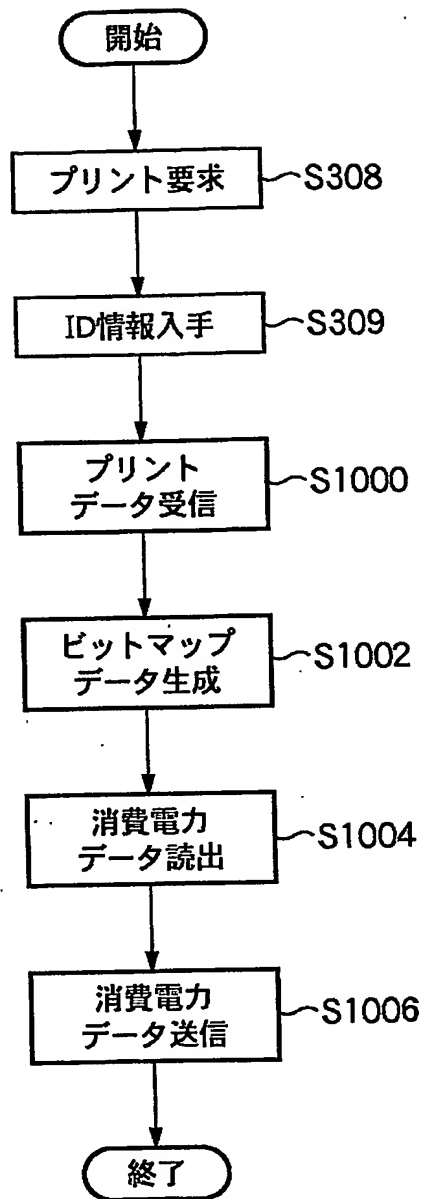 開始
プリント要求
S308
ID情報入手
S309
プリント
データ受信
S1000
ビットマップ
データ生成
S1002
消費電力
データ読出
S1004
消費電力
データ送信
S1006
終了